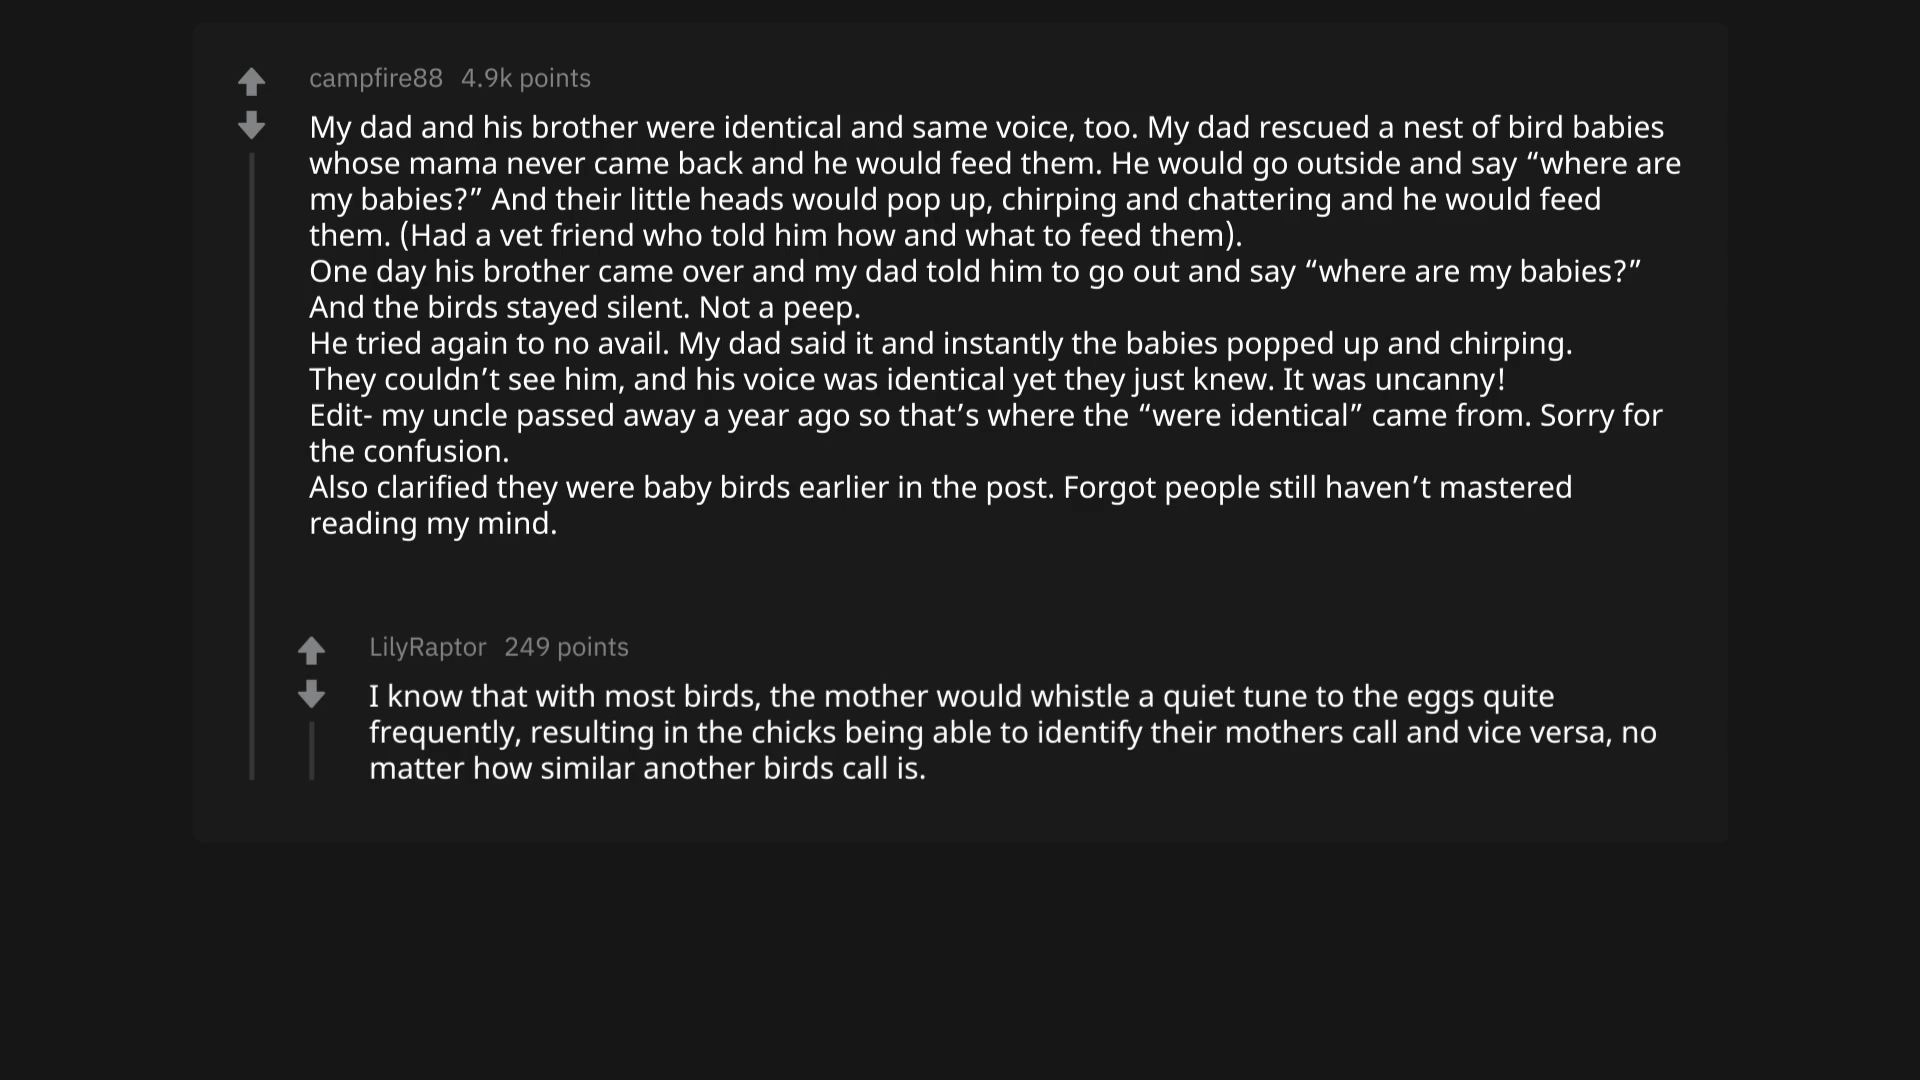 campfire88 4.9k points
My dad and his brother were identical and same voice, too. My dad rescued a nest of bird babies
whose mama never came back and he would feed them. He would go outside and say “where are
my babies?” And their little heads would pop up, chirping and chattering and he would feed
them. (Had a vet friend who told him how and what to feed them).
One day his brother came over and my dad told him to go out and say “where are my babies?”
And the birds stayed silent. Not a peep.
He tried again to no avail. My dad said it and instantly the babies popped up and chirping.
They couldn’t see him, and his voice was identical yet they just knew. It was uncanny!
Edit- my uncle passed away a year ago so that’s where the “were identical” came from. Sorry for
the confusion.
Also clarified they were baby birds earlier in the post. Forgot people still haven’t mastered
reading my mind.
LilyRaptor 249 points
I know that with most birds, the mother would whistle a quiet tune to the eggs quite
frequently, resulting in the chicks being able to identify their mothers call and vice versa, no
matter how similar another birds call is.